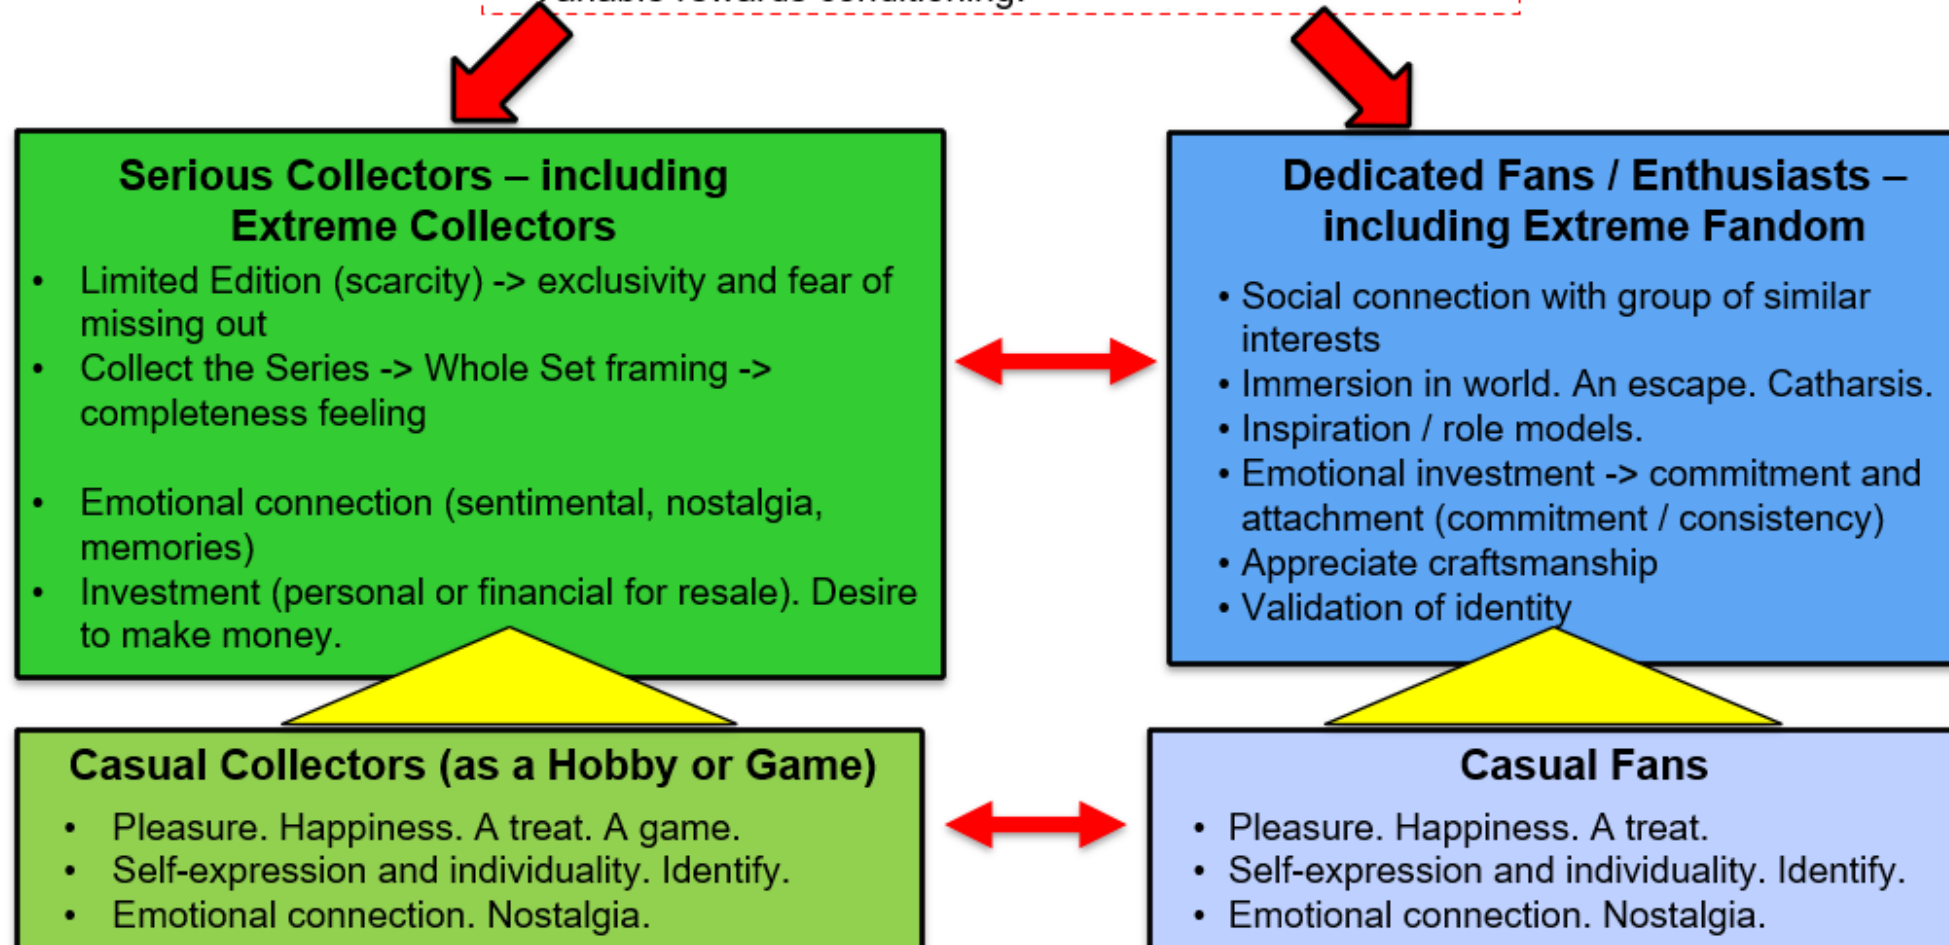 variable rewards conditioning.
Serious Collectors – including
Extreme Collectors
• Limited Edition (scarcity) -> exclusivity and fear of
missing out
• Collect the Series -> Whole Set framing ->
completeness feeling
• Emotional connection (sentimental, nostalgia,
memories)
• Investment (personal or financial for resale). Desire
to make money.
Dedicated Fans / Enthusiasts –
including Extreme Fandom
• Social connection with group of similar
interests
• Immersion in world. An escape. Catharsis.
• Inspiration / role models.
• Emotional investment -> commitment and
attachment (commitment / consistency)
• Appreciate craftsmanship
• Validation of identity
Casual Collectors (as a Hobby or Game)
• Pleasure. Happiness. A treat. A game.
• Self-expression and individuality. Identify.
• Emotional connection. Nostalgia.
Casual Fans
• Pleasure. Happiness. A treat.
• Self-expression and individuality. Identify.
• Emotional connection. Nostalgia.